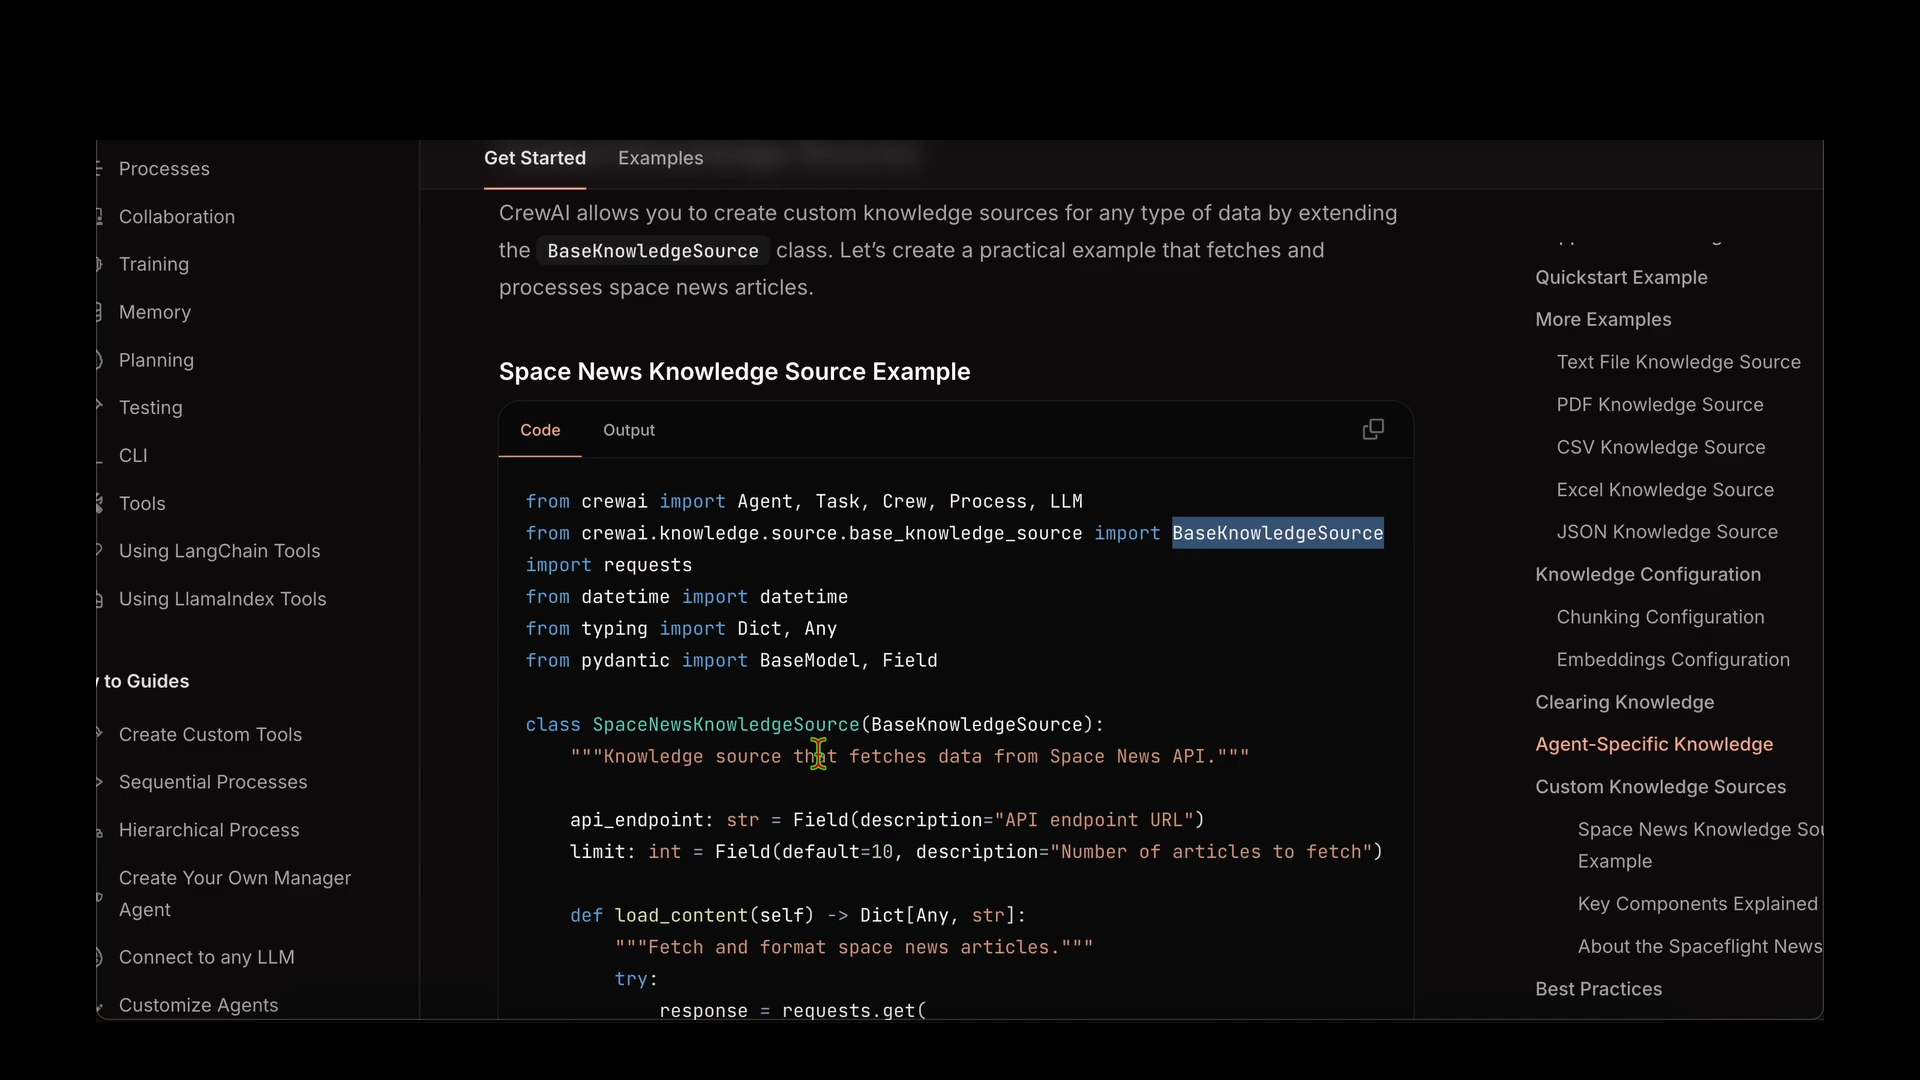 Processes
Collaboration
Training
Memory
Planning
Testing
CLI
Tools
Using LangChain Tools
Using LlamaIndex Tools
to Guides
Create Custom Tools
Sequential Processes
Hierarchical Process
Create Your Own Manager
Agent
Connect to any LLM
Customize Agents
Get Started
Examples
CrewAI allows you to create custom knowledge sources for any type of data by extending
the BaseKnowledgeSource class. Let’s create a practical example that fetches and
processes space news articles.
Space News Knowledge Source Example
Code
Output
from crewai import Agent, Task, Crew, Process, LLM
from crewai.knowledge.source.base_knowledge_source import BaseKnowledgeSource
import requests
from datetime import datetime
from typing import Dict, Any
from pydantic import BaseModel, Field
class SpaceNewsKnowledgeSource(BaseKnowledgeSource):
"""Knowledge source that fetches data from Space News API."""
api_endpoint: str = Field(description="API endpoint URL")
limit: int = Field(default=10, description="Number of articles to fetch")
def load_content(self) -> Dict[Any, str]:
"""Fetch and format space news articles."""
try:
response = requests.get(
Quickstart Example
More Examples
Text File Knowledge Source
PDF Knowledge Source
CSV Knowledge Source
Excel Knowledge Source
JSON Knowledge Source
Knowledge Configuration
Chunking Configuration
Embeddings Configuration
Clearing Knowledge
Agent-Specific Knowledge
Custom Knowledge Sources
Space News Knowledge Sou
Example
Key Components Explained
About the Spaceflight News
Best Practices